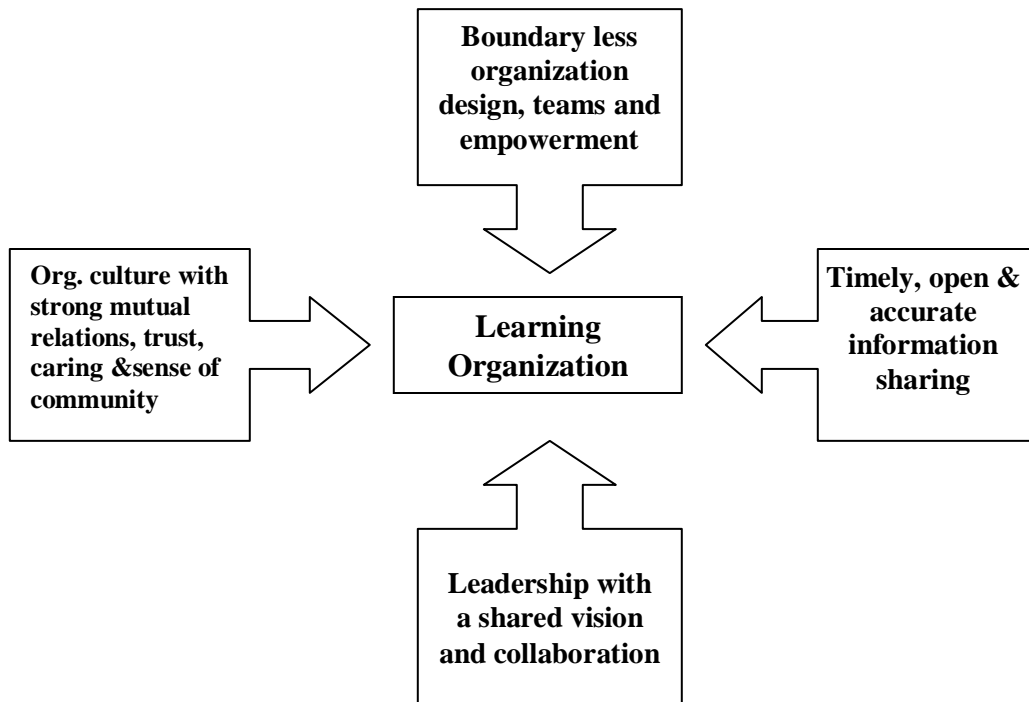 Boundary less
organization
design, teams and
empowerment
Org. culture with
strong mutual
relations, trust,
caring &sense of
community
Learning
Organization
Timely, open &
accurate
information
sharing
Leadership with
a shared vision
and collaboration